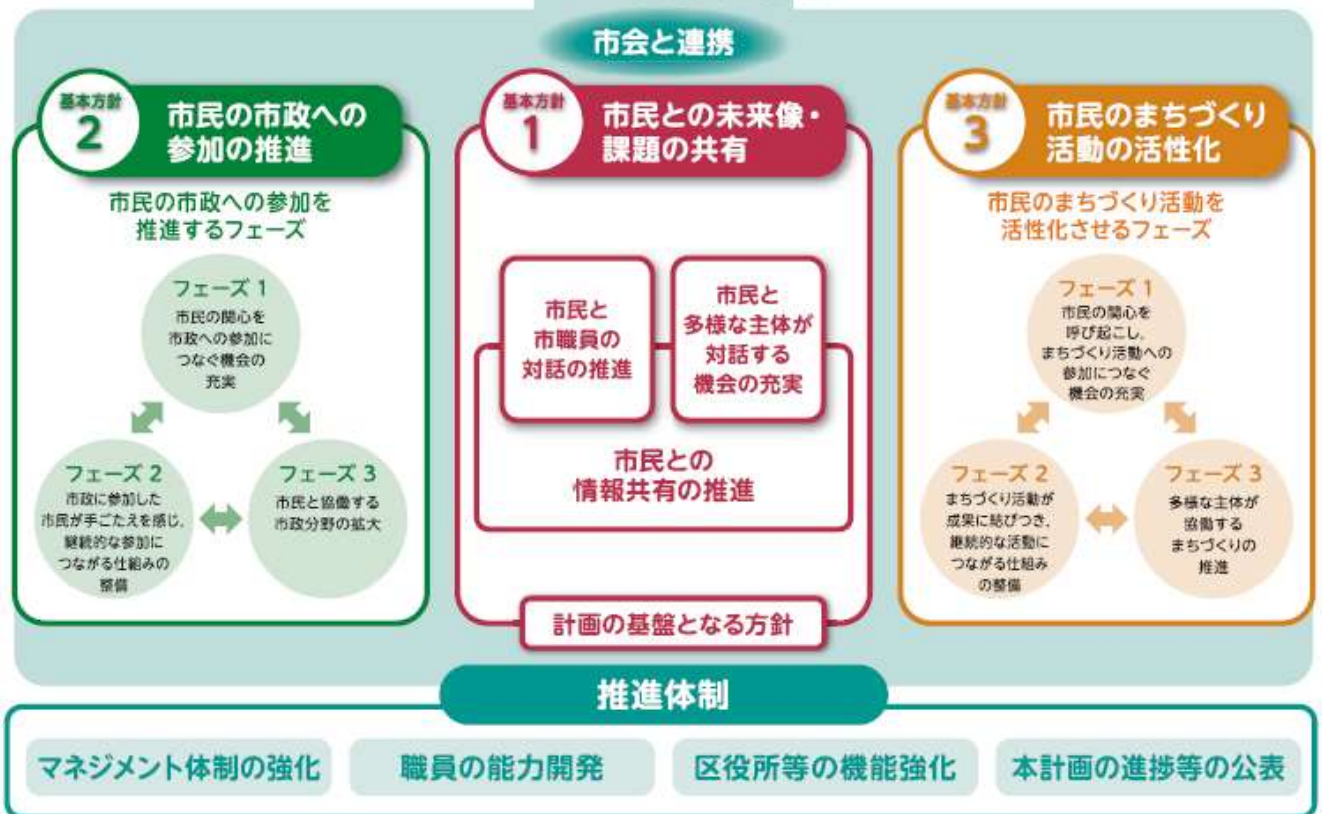 市会と連携
基本方針
2
市民の市政への
参加の推進
市民の市政への参加を
推進するフェーズ
フェーズ 1
市民の関心を
市政への参加に
つなぐ機会の
充実
フェーズ 2
市政に参加した
市民が手ごたえを感じ、
継続的な参加に
つながる仕組みの
整備
フェーズ 3
市民と協働する
市政分野の拡大
基本方針
1
市民との未来像・
課題の共有
市民と
市職員の
対話の推進
市民と
多様な主体が
対話する
機会の充実
市民との
情報共有の推進
計画の基盤となる方針
基本方針
3
市民のまちづくり
活動の活性化
市民のまちづくり活動を
活性化させるフェーズ
フェーズ 1
市民の関心を
呼び起こし、
まちづくり活動への
参加につなぐ
機会の充実
フェーズ 2
まちづくり活動が
成果に結びつき、
継続的な活動に
つながる仕組み
の整備
フェーズ 3
多様な主体が
協働する
まちづくりの
推進
推進体制
マネジメント体制の強化
職員の能力開発
区役所等の機能強化
本計画の進捗等の公表